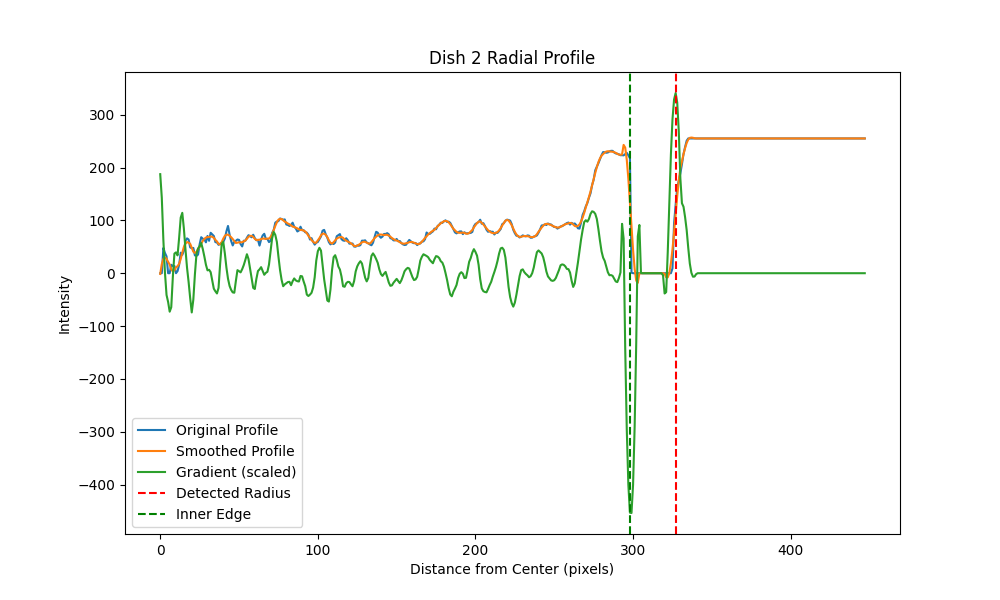 Dish 2 Radial Profile
Intensity
300
200
100
0
−100
−200
−300
−400
Original Profile
Smoothed Profile
Gradient (scaled)
Detected Radius
Inner Edge
0 100 200 300 400
Distance from Center (pixels)